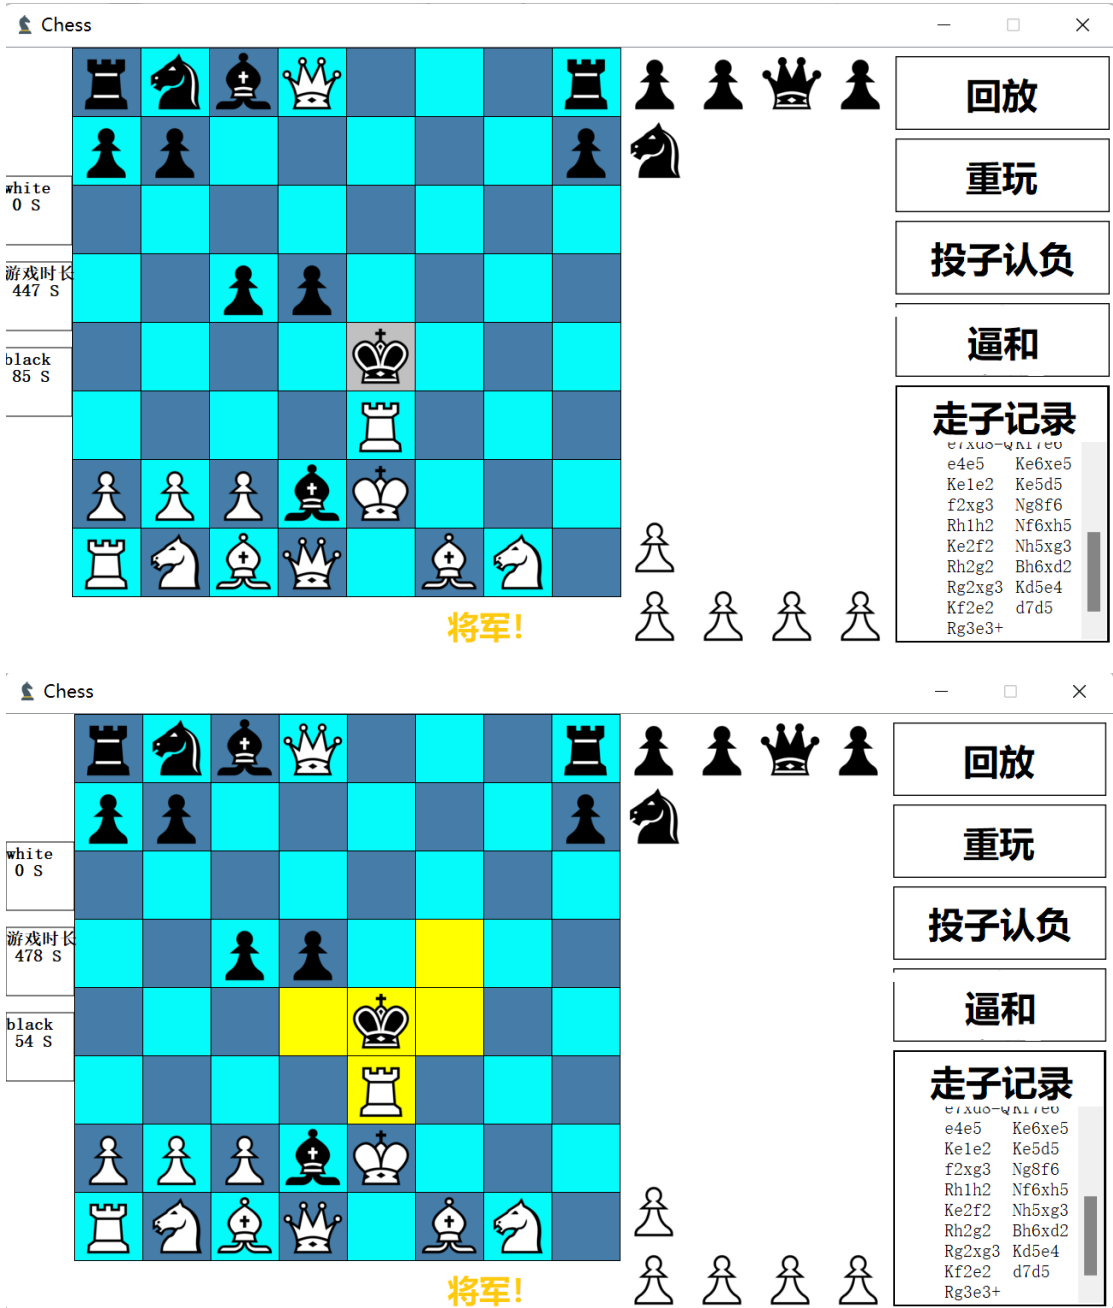 Chess
white
0 S
游戏时长
447 S
black
85 S
回放
重玩
投子认负
逼和
走子记录
e7xd8-Q Kf7e6
e4e5 Ke6xe5
Ke1e2 Ke5d5
f2xg3 Ng8f6
Rh1h2 Nf6xh5
Ke2f2 Nh5xg3
Rh2g2 Bh6xd2
Rg2xg3 Kd5e4
Kf2e2 d7d5
Rg3e3+
将军!
Chess
white
0 S
游戏时长
478 S
black
54 S
回放
重玩
投子认负
逼和
走子记录
e7xd8-Q Kf7e6
e4e5 Ke6xe5
Ke1e2 Ke5d5
f2xg3 Ng8f6
Rh1h2 Nf6xh5
Ke2f2 Nh5xg3
Rh2g2 Bh6xd2
Rg2xg3 Kd5e4
Kf2e2 d7d5
Rg3e3+
将军!